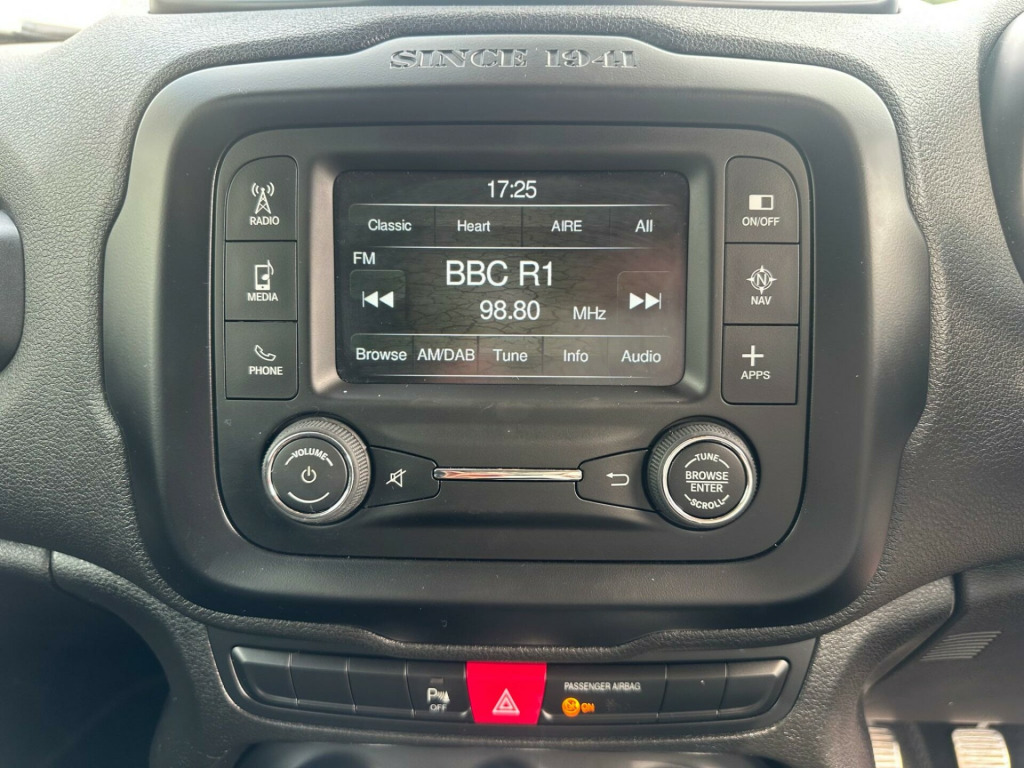 SINCE 1941
RADIO
MEDIA
PHONE
17:25
Classic Heart AIRE All
FM
BBC R1
98.80 MHz
Browse AM/DAB Tune Info Audio
ON/OFF
N
NAV
APPS
VOLUME
TUNE
BROWSE
ENTER
SCROLL
P
OFF
PASSENGER AIRBAG
ON